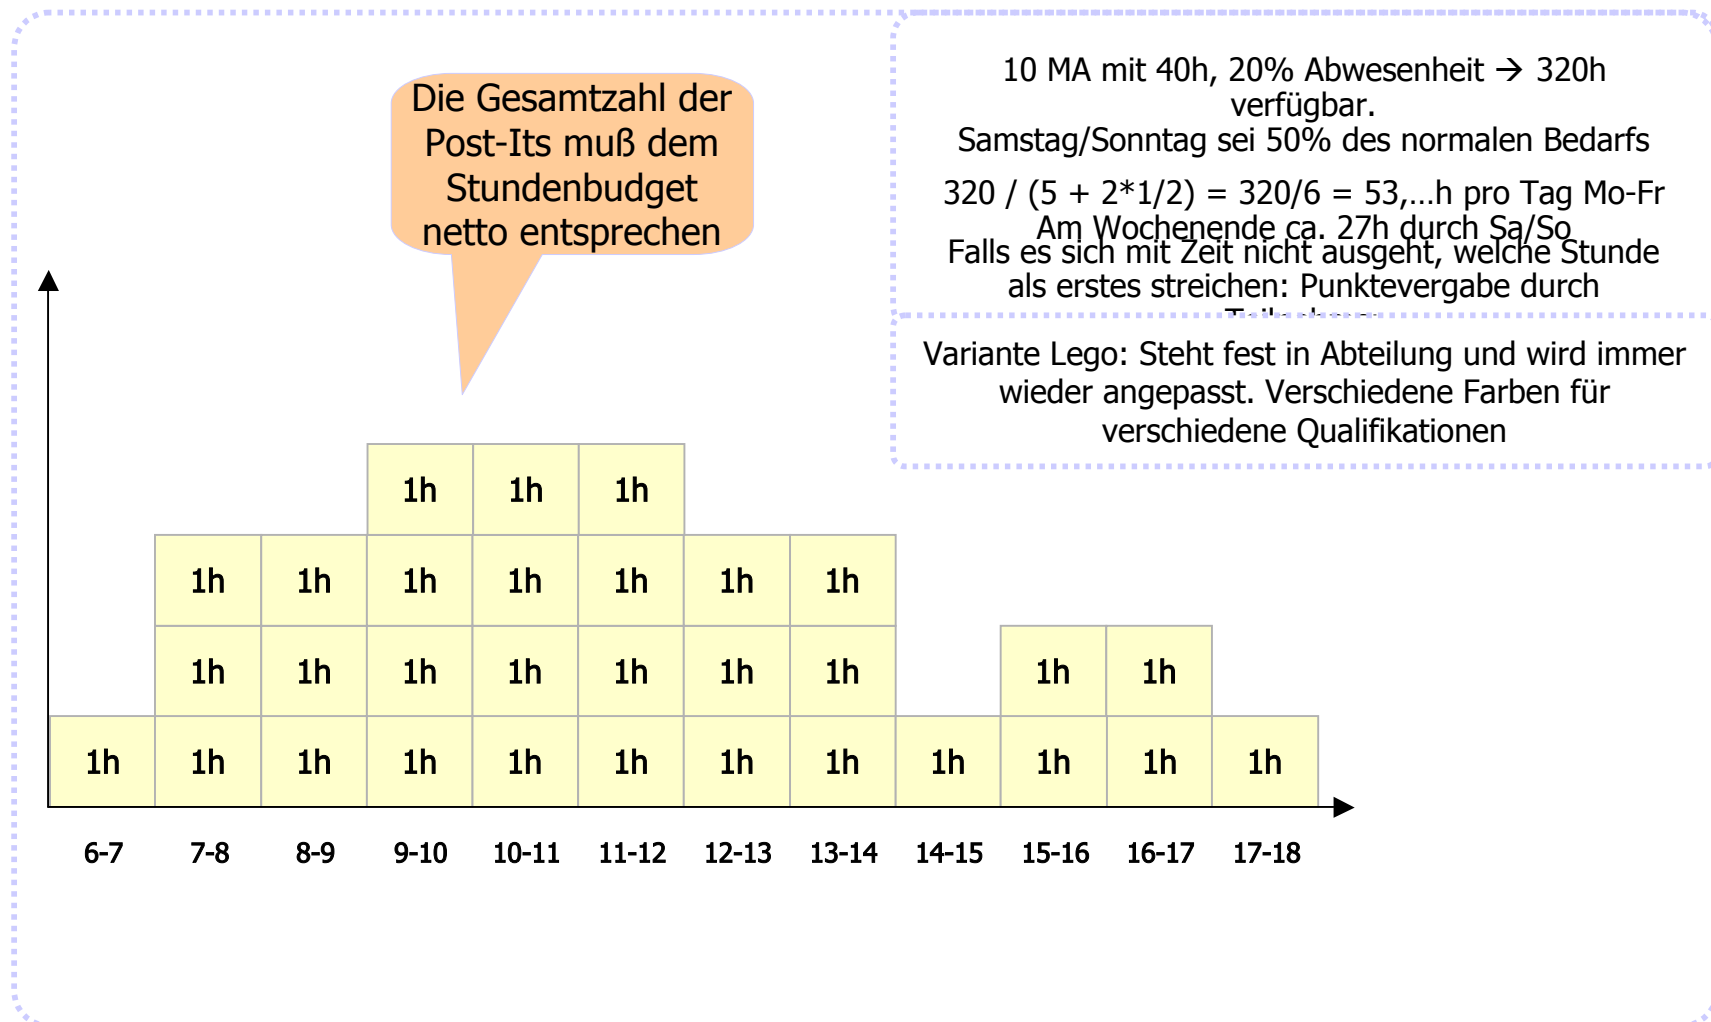 Die Gesamtzahl der
Post-Its muß dem
Stundenbudget
netto entsprechen
10 MA mit 40h, 20% Abwesenheit → 320h
verfügbar.
Samstag/Sonntag sei 50% des normalen Bedarfs
320 / (5 + 2*1/2) = 320/6 = 53,...h pro Tag Mo-Fr
Am Wochenende ca. 27h durch Sa/So
Falls es sich mit Zeit nicht ausgeht, welche Stunde
als erstes streichen: Punktevergabe durch
Variante Lego: Steht fest in Abteilung und wird immer
wieder angepasst. Verschiedene Farben für
verschiedene Qualifikationen
1h 1h 1h
1h 1h 1h 1h 1h 1h 1h
1h 1h 1h 1h 1h 1h 1h 1h 1h
1h 1h 1h 1h 1h 1h 1h 1h 1h 1h 1h 1h
6-7 7-8 8-9 9-10 10-11 11-12 12-13 13-14 14-15 15-16 16-17 17-18